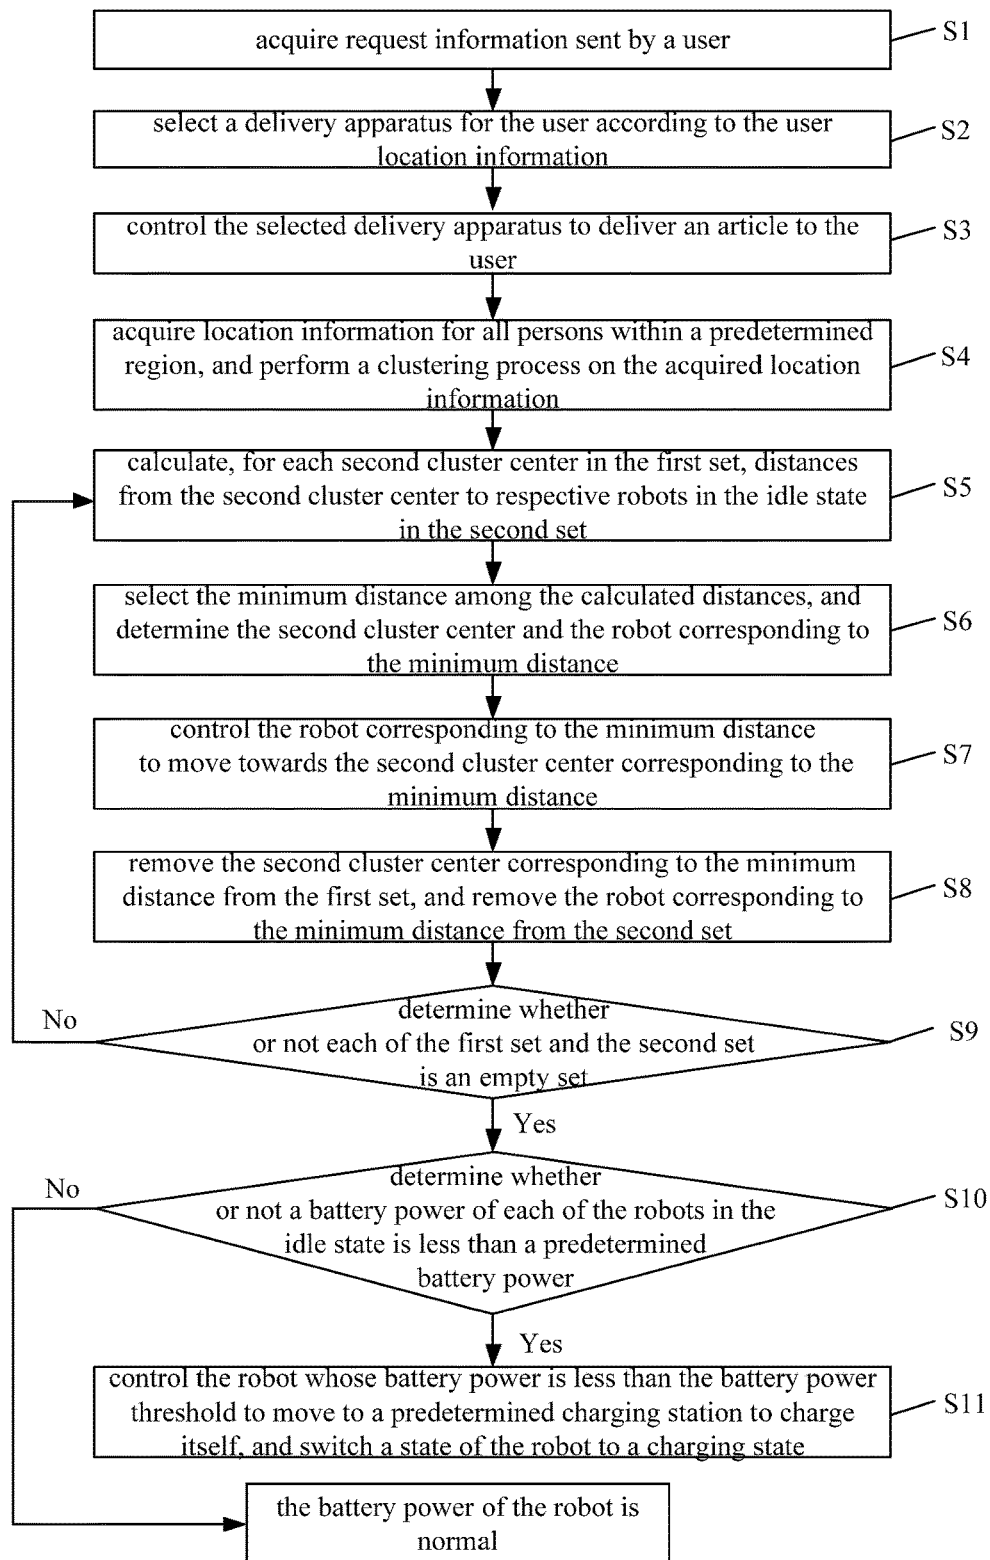 acquire request information sent by a user
S1
select a delivery apparatus for the user according to the user
location information
S2
control the selected delivery apparatus to deliver an article to the
user
S3
acquire location information for all persons within a predetermined
region, and perform a clustering process on the acquired location
information
S4
calculate, for each second cluster center in the first set, distances
from the second cluster center to respective robots in the idle state
in the second set
S5
select the minimum distance among the calculated distances, and
determine the second cluster center and the robot corresponding to
the minimum distance
S6
control the robot corresponding to the minimum distance
to move towards the second cluster center corresponding to the
minimum distance
S7
remove the second cluster center corresponding to the minimum
distance from the first set, and remove the robot corresponding to
the minimum distance from the second set
S8
No
determine whether
or not each of the first set and the second set
is an empty set
S9
Yes
No
determine whether
or not a battery power of each of the robots in the
idle state is less than a predetermined
battery power
S10
Yes
control the robot whose battery power is less than the battery power
threshold to move to a predetermined charging station to charge
itself, and switch a state of the robot to a charging state
S11
the battery power of the robot is
normal